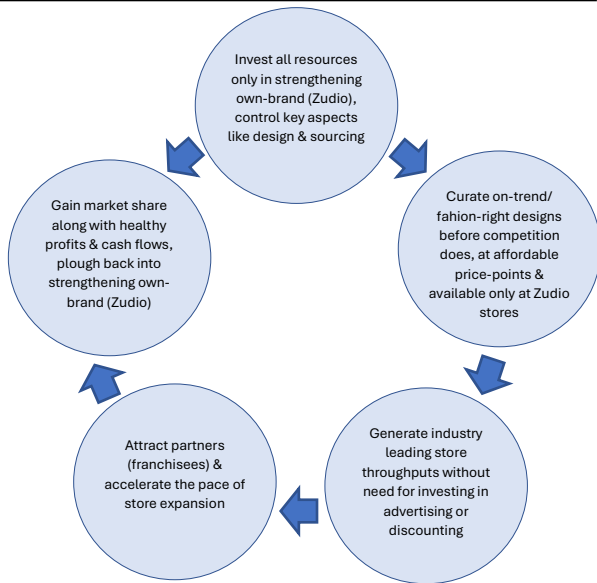 Invest all resources
only in strengthening
own-brand (Zudio),
control key aspects
like design & sourcing
Curate on-trend/
fahion-right designs
before competition
does, at affordable
price-points &
available only at Zudio
stores
Generate industry
leading store
throughputs without
need for investing in
advertising or
discounting
Attract partners
(franchisees) &
accelerate the pace of
store expansion
Gain market share
along with healthy
profits & cash flows,
plough back into
strengthening own-
brand (Zudio)